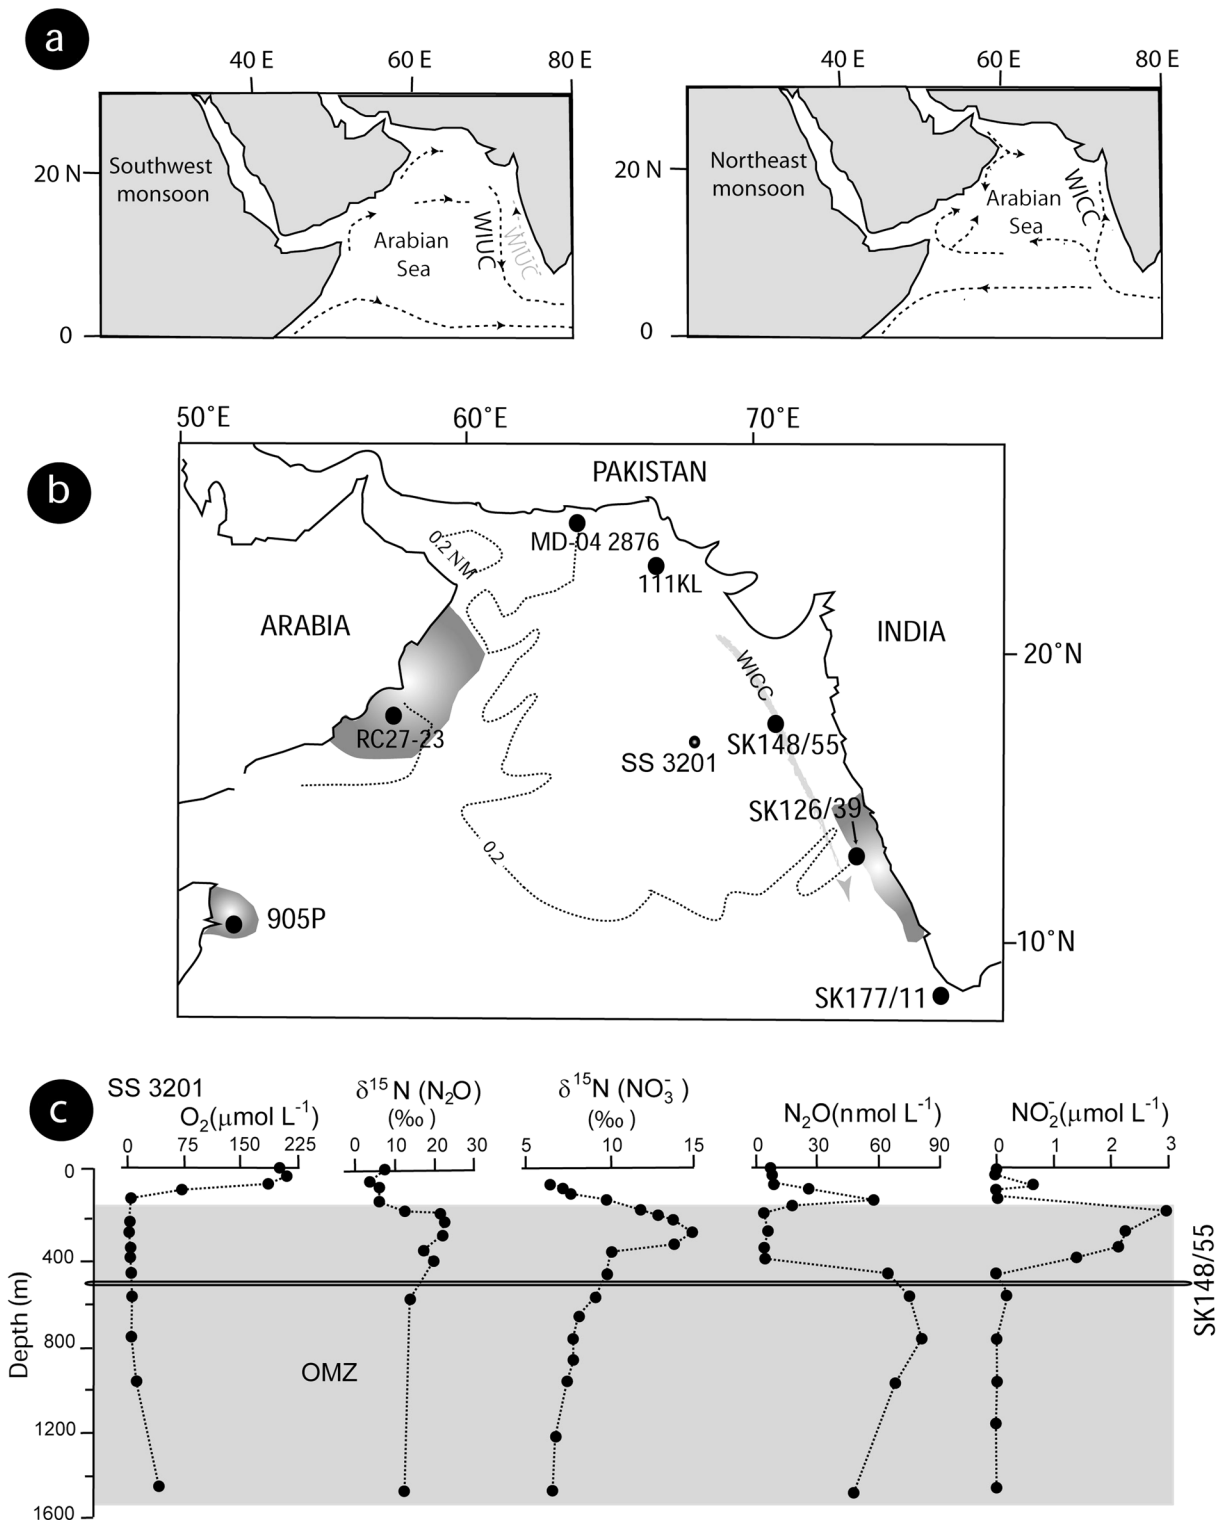 a
40 E 60 E 80 E
40 E 60 E 80 E
20 N
Southwest
monsoon
Arabian
Sea
WIUC
WIUC
0
20 N
Northeast
monsoon
Arabian
Sea
WICC
0
50°E 60°E 70°E
b
PAKISTAN
0.2 NM
MD-04 2876
111KL
ARABIA
INDIA
20°N
WICC
RC27-23
SS 3201
SK148/55
SK126/39
0.2
905P
10°N
SK177/11
c
SS 3201
O₂(μmol L⁻¹)
δ¹⁵N (N₂O)
(‰)
δ¹⁵N (NO₃⁻)
(‰)
N₂O(nmol L⁻¹)
NO₂⁻(μmol L⁻¹)
0 75 150 225
0 10 20 30
5 10 15
0 30 60 90
0 1 2 3
0
400
800
1200
1600
Depth (m)
OMZ
SK148/55